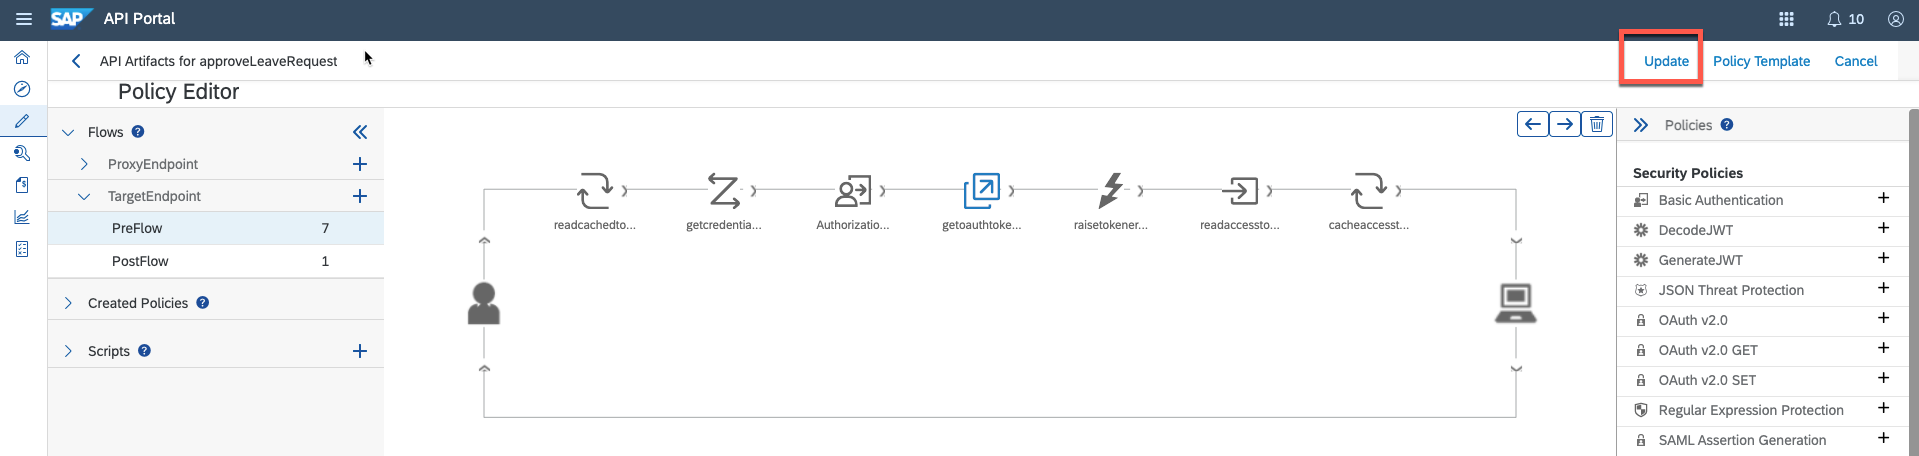 SAP API Portal 10
API Artifacts for approveLeaveRequest Update Policy Template Cancel
Policy Editor
Flows ?
ProxyEndpoint
TargetEndpoint
PreFlow 7
PostFlow 1
Created Policies ?
Scripts ?
readcachedto... getcredentia... Authorizatio... getoauthtoke... raisetokener... readaccessto... cacheaccesst...
Policies ?
Security Policies
Basic Authentication
DecodeJWT
GenerateJWT
JSON Threat Protection
OAuth v2.0
OAuth v2.0 GET
OAuth v2.0 SET
Regular Expression Protection
SAML Assertion Generation